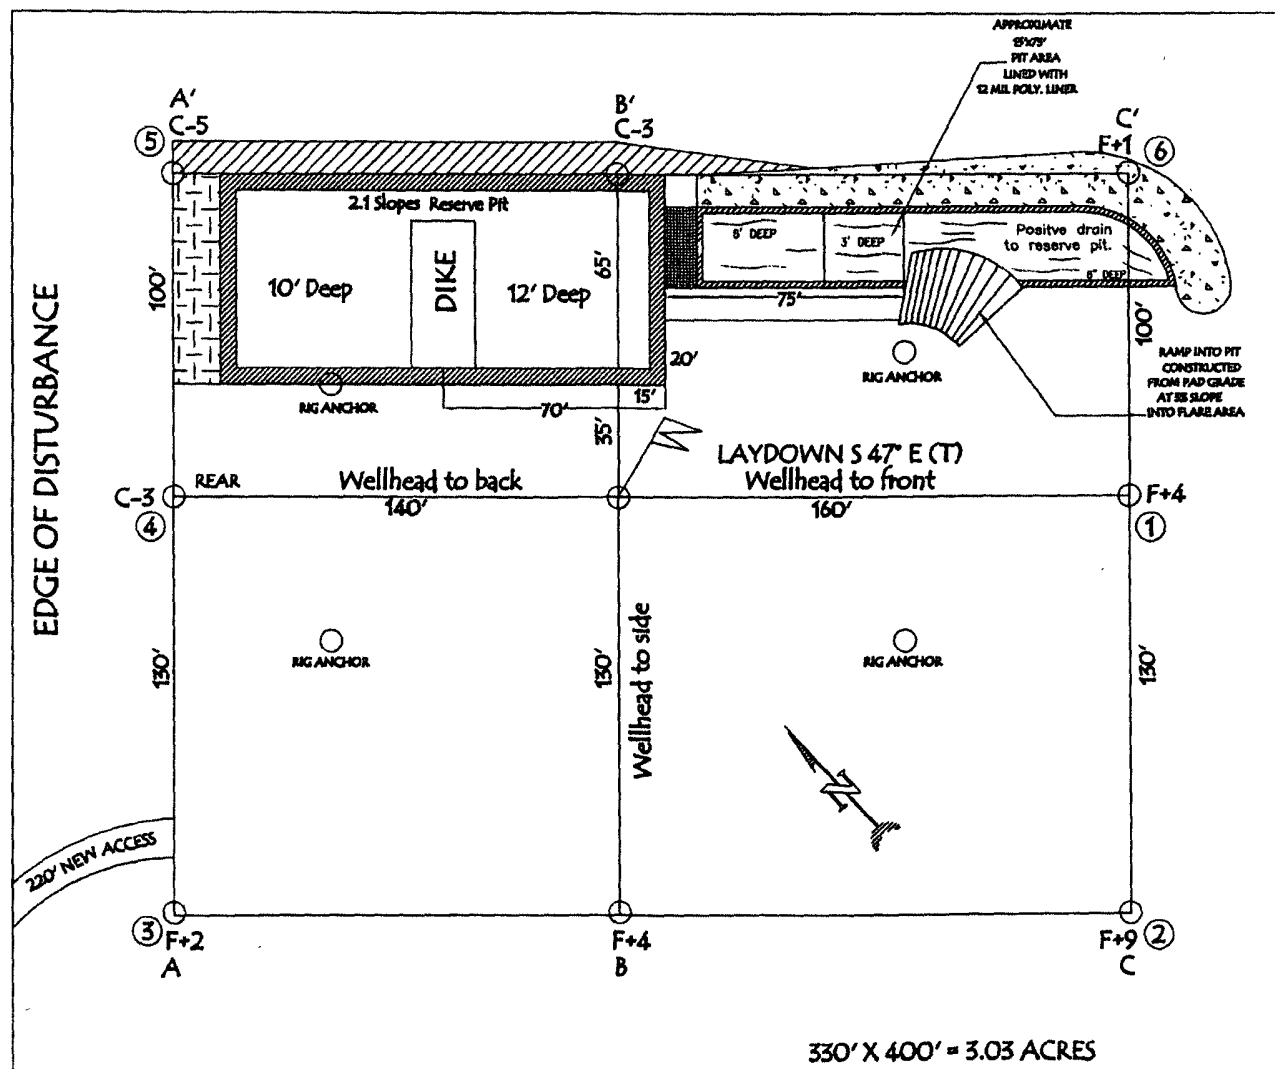 APPROXIMATE
15'x75'
PIT AREA
LINED WITH
12 MIL POLY. LINER
A'
C-5
5
B'
C-3
C'
F+1
6
2.1 Slopes Reserve Pit
10' Deep
DIKE
12' Deep
65'
6' DEEP
3' DEEP
Positve drain
to reserve pit.
6" DEEP
100'
75'
100'
20'
15'
70'
35'
RIG ANCHOR
RIG ANCHOR
RAMP INTO PIT
CONSTRUCTED
FROM PAD GRADE
INTO FLARE AREA
EDGE OF DISTURBANCE
LAYDOWN S 47° E (T)
C-3
4
REAR
Wellhead to back
140'
Wellhead to front
160'
F+4
1
RIG ANCHOR
RIG ANCHOR
130'
130'
Wellhead to side
130'
N
220' NEW ACCESS
3
F+2
A
F+4
B
F+9
2
C
330' X 400' = 3.03 ACRES